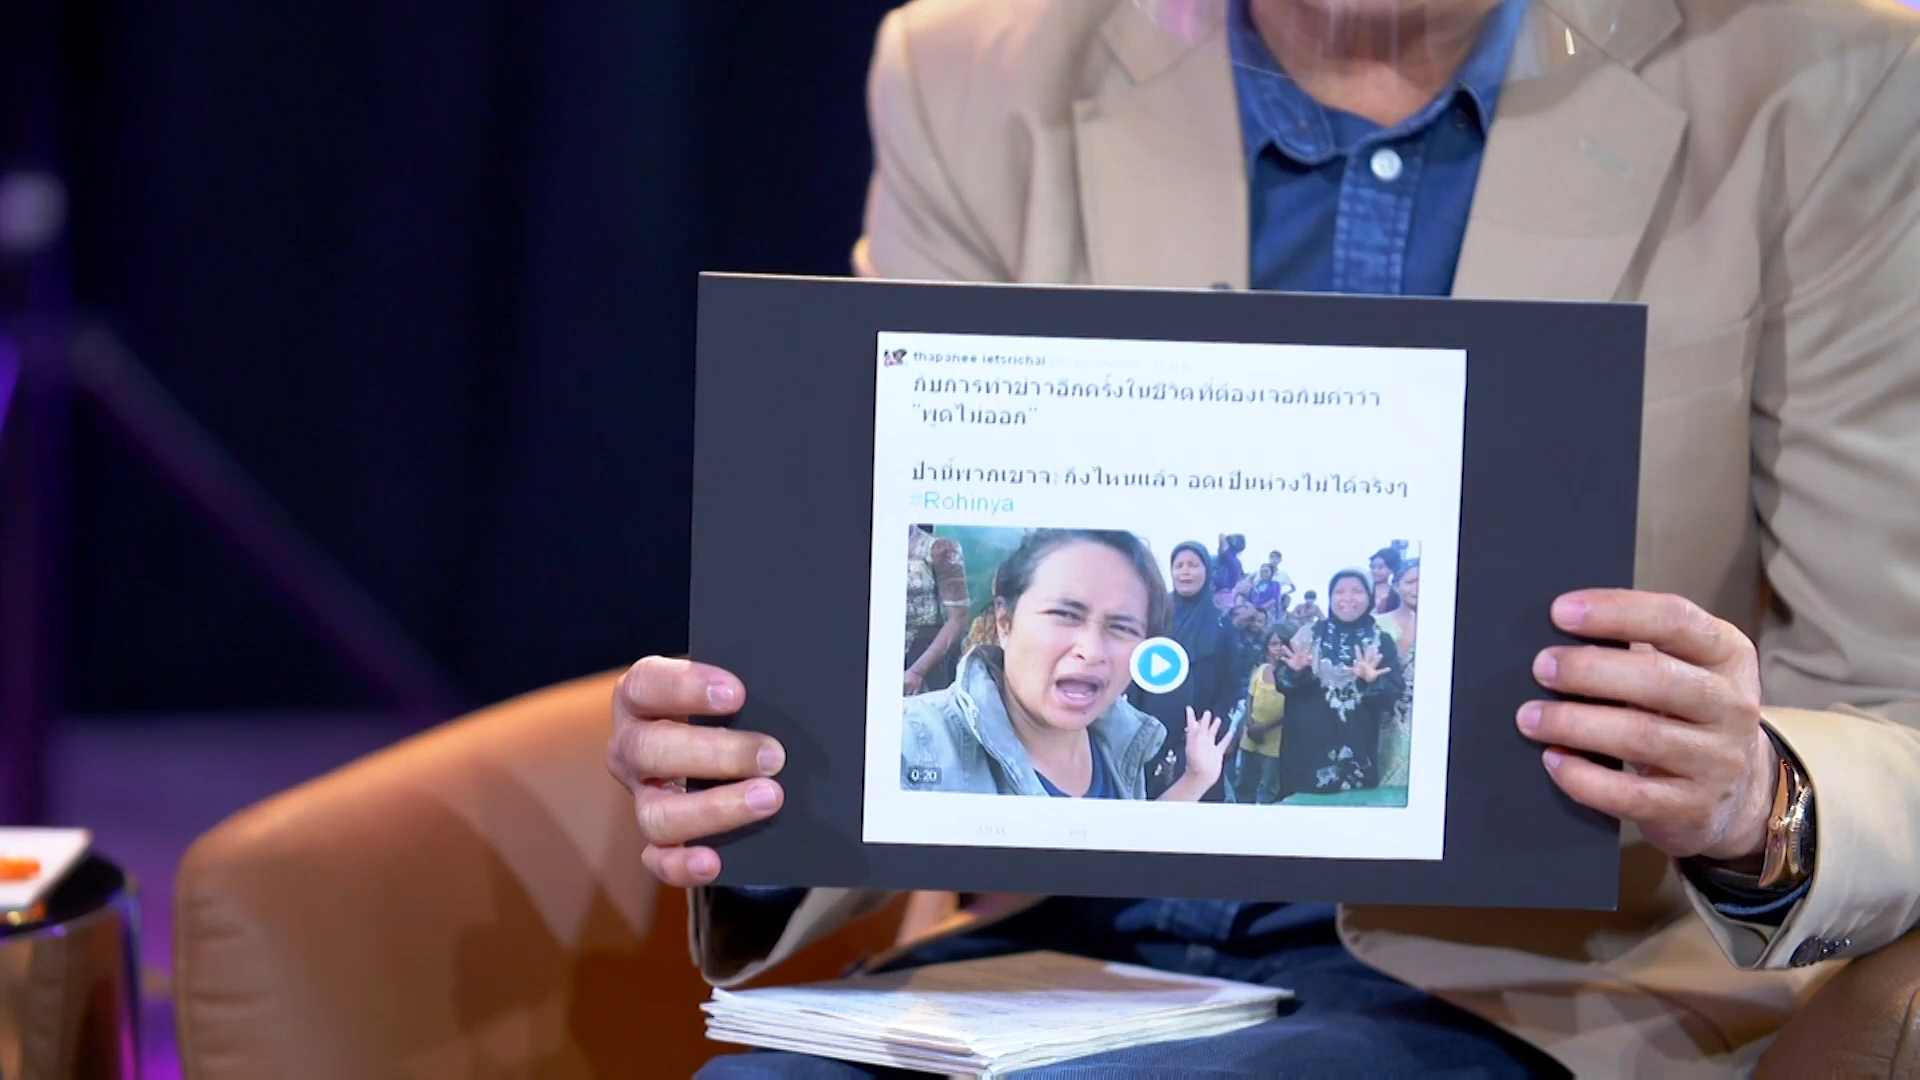 thapanee ietsrichai
กับการทำข่าวอีกครั้งในชีวิตที่ต้องเจอกับคำว่า
"พูดไม่ออก"
ป่านี้พวกเขาจะถึงไหนแล้ว อดเป็นห่วงไม่ได้จริงๆ
#Rohinya
0:20